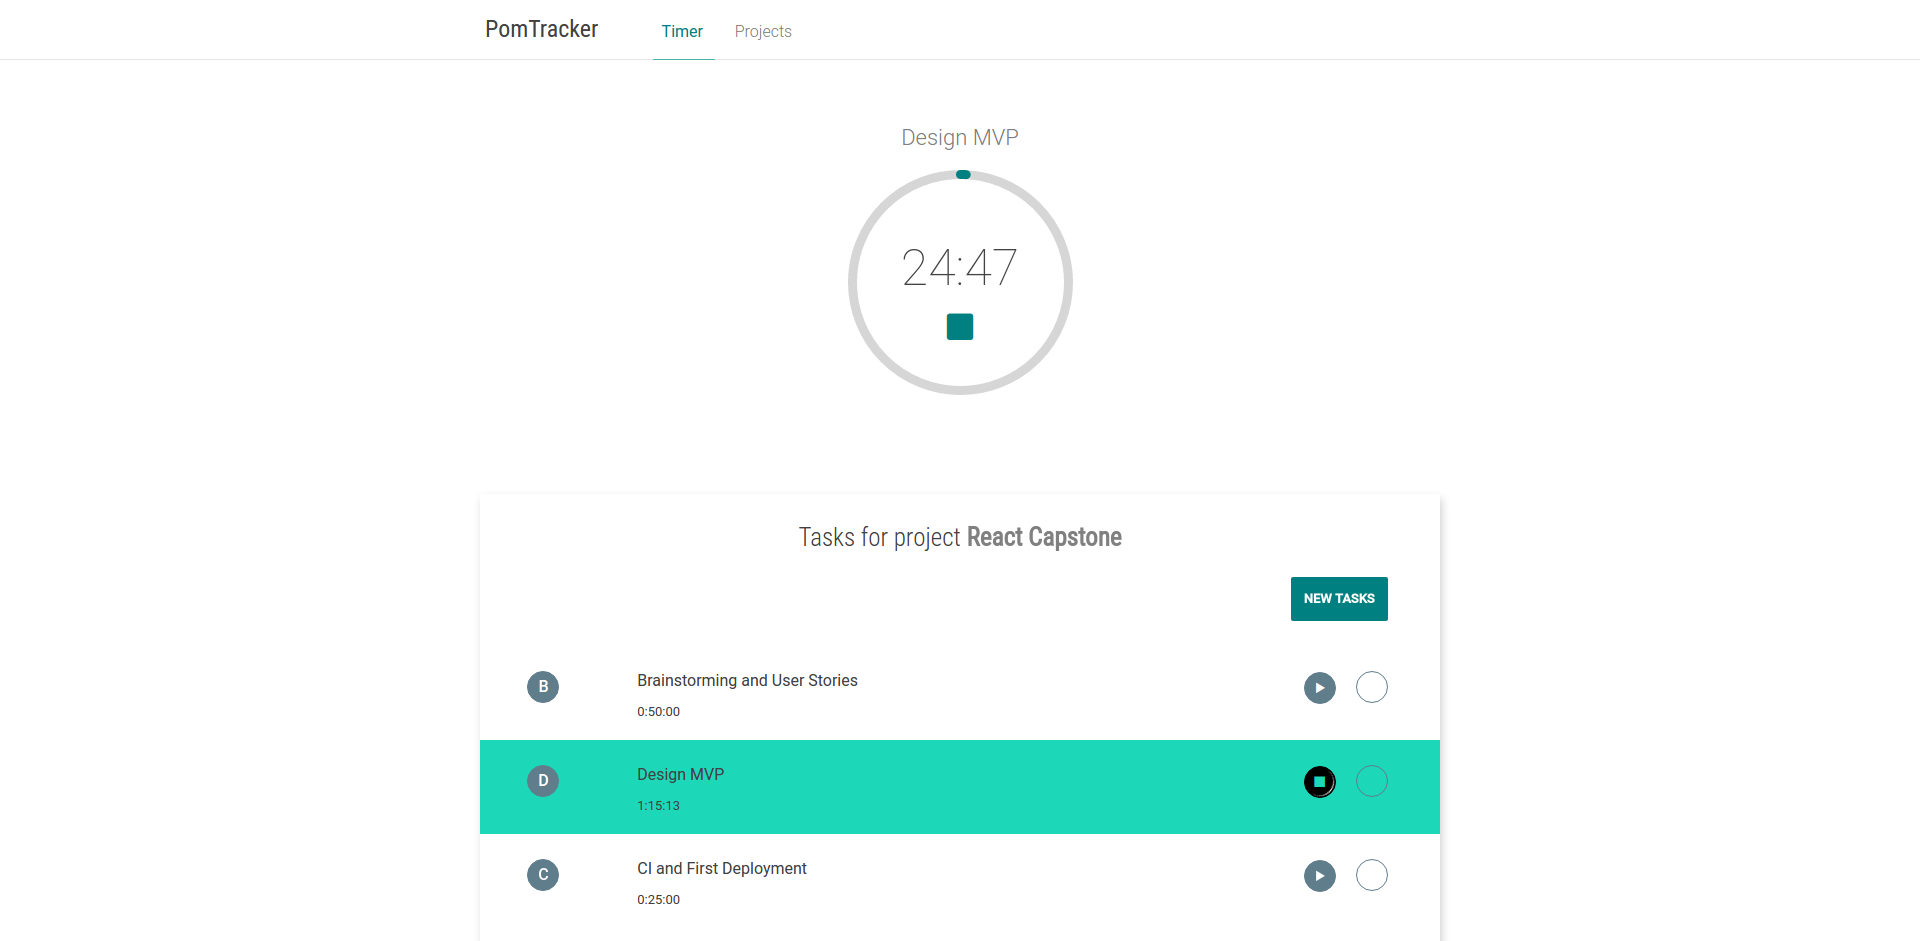 PomTracker Timer Projects
Design MVP
24:47
Tasks for project React Capstone
NEW TASKS
B Brainstorming and User Stories
0:50:00
D Design MVP
1:15:13
C CI and First Deployment
0:25:00